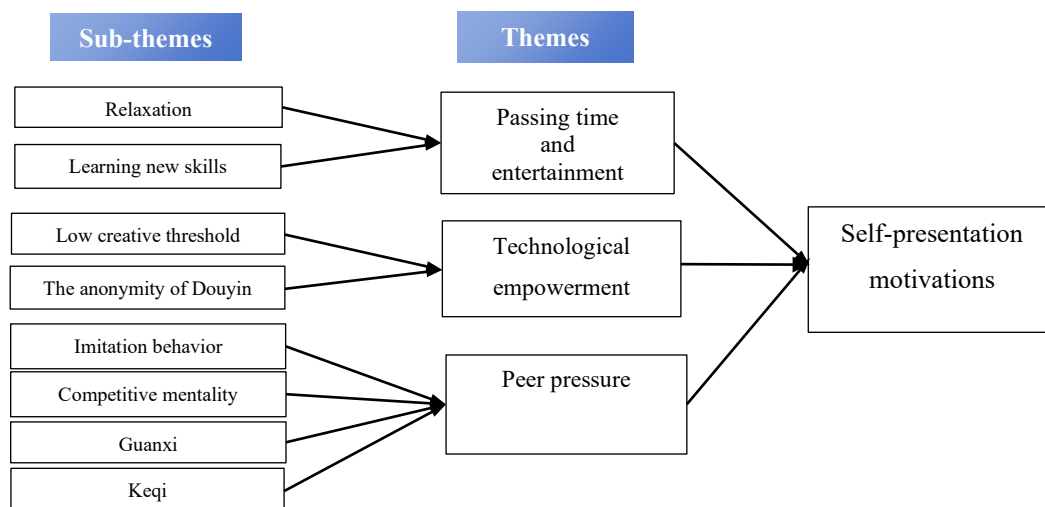 Sub-themes
Themes
Relaxation
Learning new skills
Low creative threshold
The anonymity of Douyin
Imitation behavior
Competitive mentality
Guanxi
Keqi
Passing time
and
entertainment
Technological
empowerment
Peer pressure
Self-presentation
motivations